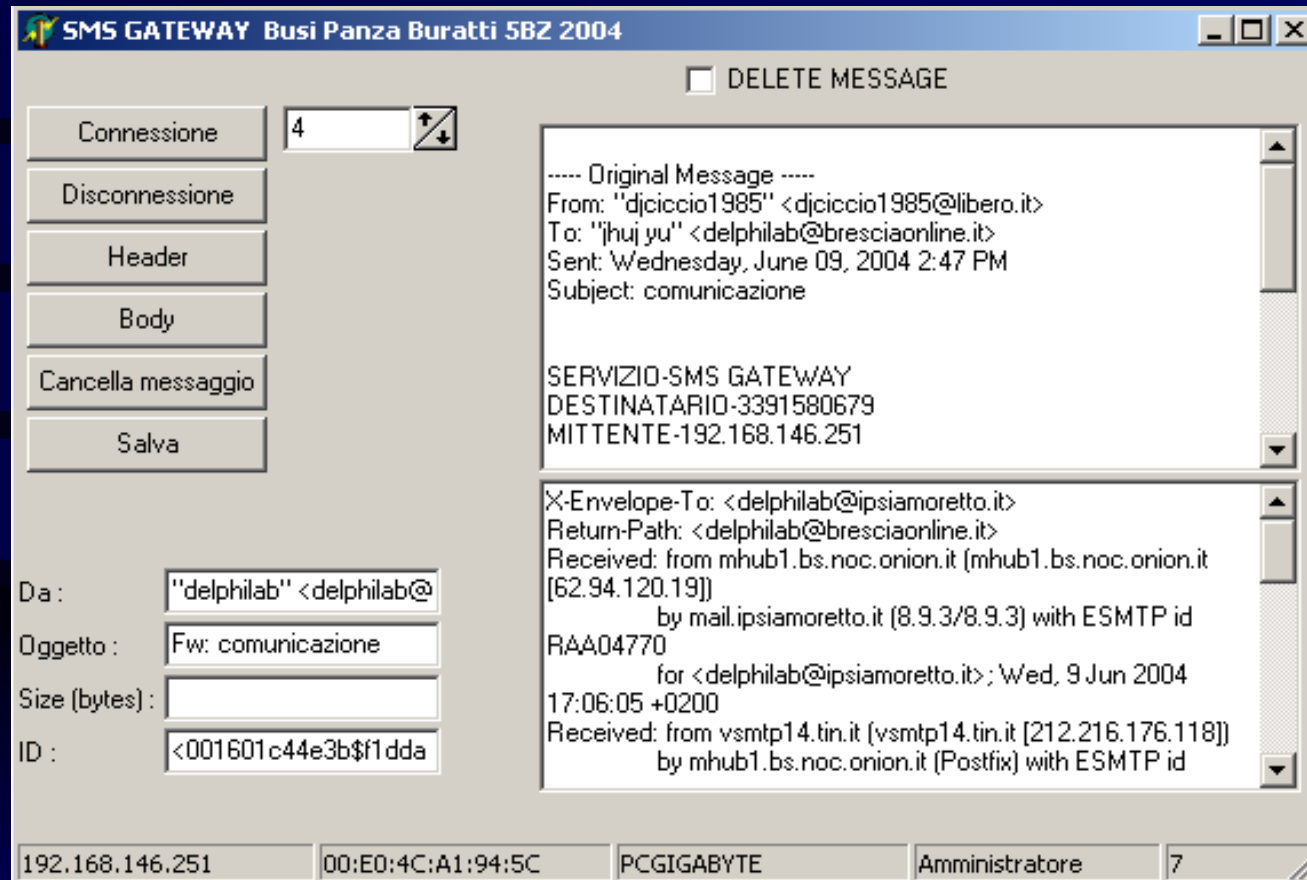 SMS GATEWAY Busi Panza Buratti 5BZ 2004
DELETE MESSAGE
Connessione
4
Disconnessione
Header
Body
Cancella messaggio
Salva
----- Original Message -----
From: "djciccio1985" <djciccio1985@libero.it>
To: "jhuj yu" <delphilab@bresciaonline.it>
Sent: Wednesday, June 09, 2004 2:47 PM
Subject: comunicazione
SERVIZIO-SMS GATEWAY
DESTINATARIO-3391580679
MITTENTE-192.168.146.251
X-Envelope-To: <delphilab@ipsiamoretto.it>
Return-Path: <delphilab@bresciaonline.it>
Received: from mhub1.bs.noc.onion.it (mhub1.bs.noc.onion.it
[62.94.120.19])
by mail.ipsiamoretto.it (8.9.3/8.9.3) with ESMTP id
RAA04770
for <delphilab@ipsiamoretto.it>; Wed, 9 Jun 2004
17:06:05 +0200
Received: from vsmtp14.tin.it (vsmtp14.tin.it [212.216.176.118])
by mhub1.bs.noc.onion.it (Postfix) with ESMTP id
Da : "delphilab" <delphilab@
Oggetto : Fw: comunicazione
Size (bytes) :
ID : <001601c44e3b$f1dda
192.168.146.251 00:E0:4C:A1:94:5C PCGIGABYTE Amministratore 7